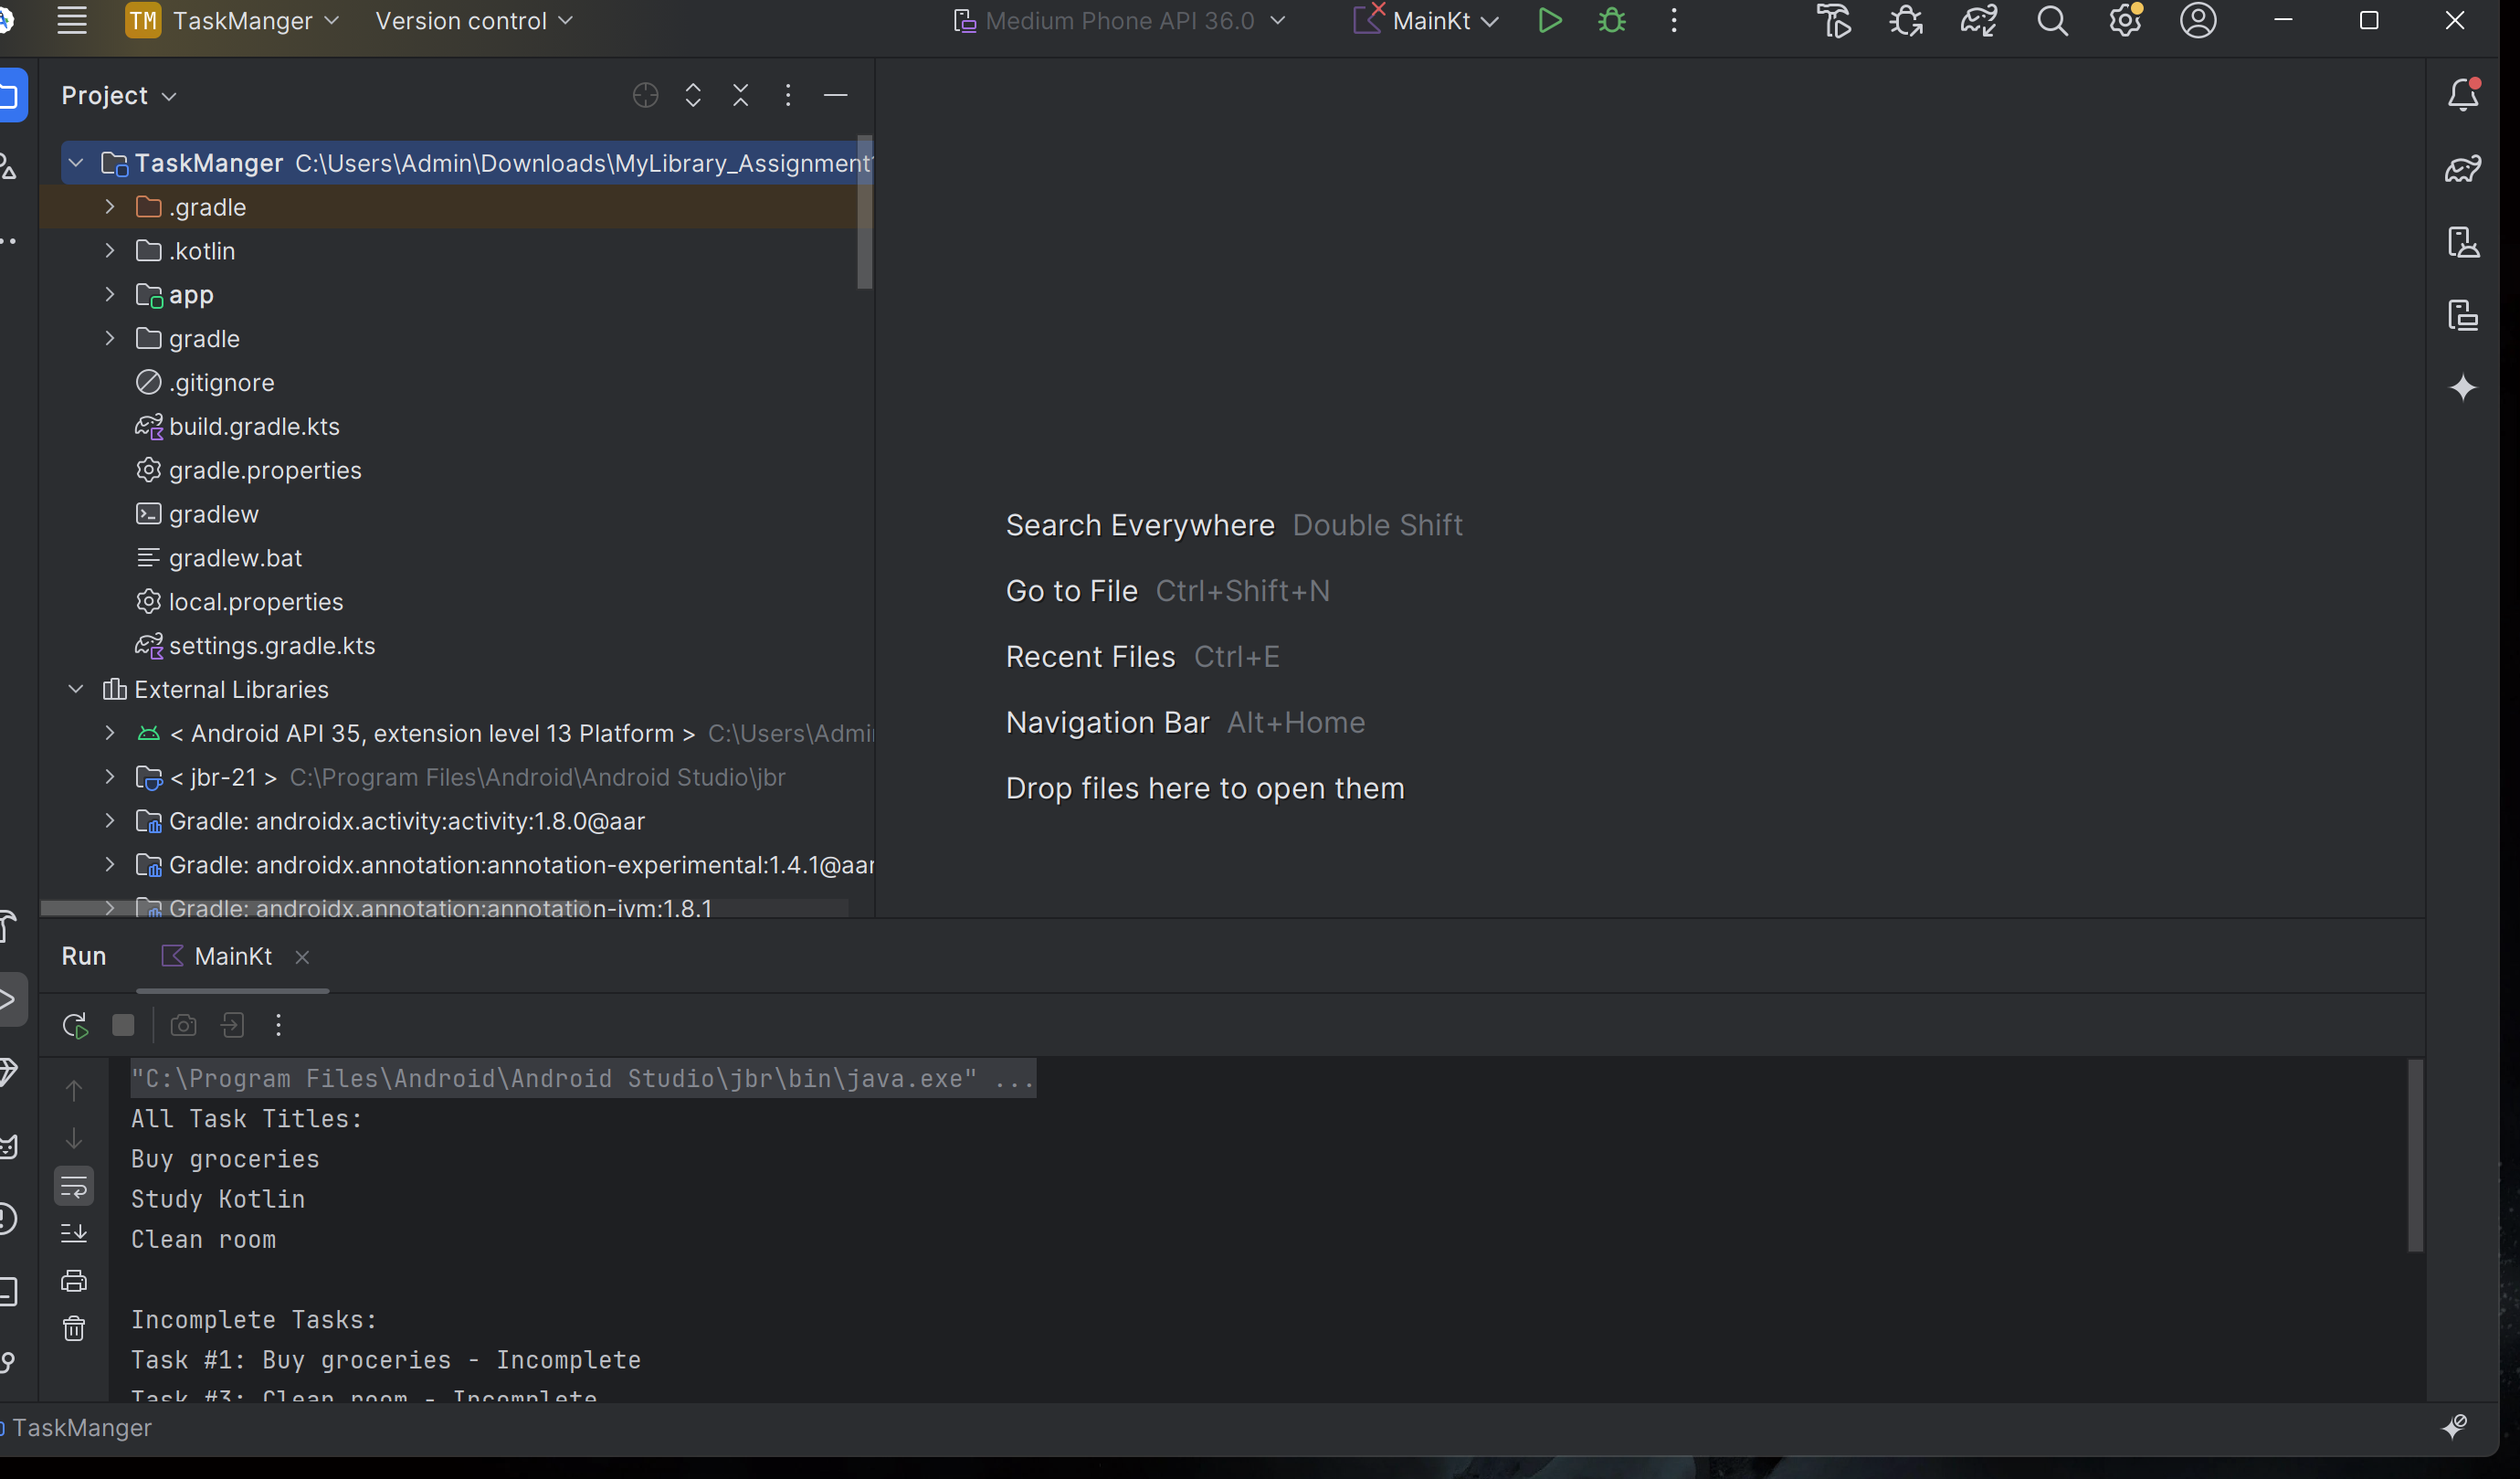 TM TaskManger Version control Medium Phone API 36.0 MainKt
Project
TaskManger C:\Users\Admin\Downloads\MyLibrary_Assignment
.gradle
.kotlin
app
gradle
.gitignore
build.gradle.kts
gradle.properties
gradlew
gradlew.bat
local.properties
settings.gradle.kts
External Libraries
< Android API 35, extension level 13 Platform > C:\Users\Admi
< jbr-21 > C:\Program Files\Android\Android Studio\jbr
Gradle: androidx.activity:activity:1.8.0@aar
Gradle: androidx.annotation:annotation-experimental:1.4.1@aar
Gradle: androidx.annotation:annotation-jvm:1.8.1
Search Everywhere Double Shift
Go to File Ctrl+Shift+N
Recent Files Ctrl+E
Navigation Bar Alt+Home
Drop files here to open them
Run MainKt
"C:\Program Files\Android\Android Studio\jbr\bin\java.exe" ...
All Task Titles:
Buy groceries
Study Kotlin
Clean room
Incomplete Tasks:
Task #1: Buy groceries - Incomplete
Task #3: Clean room - Incomplete
TaskManger